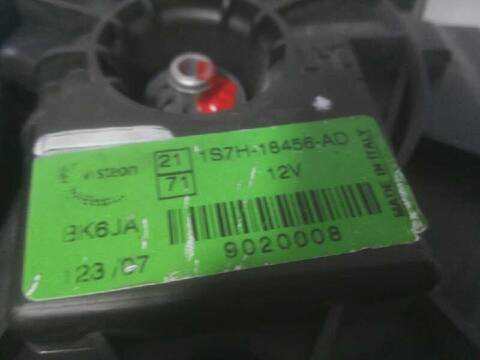 Visteon
21
71
1S7H-18456-AD
12V
BK6JA
9020008
23/07
MADE IN ITALY